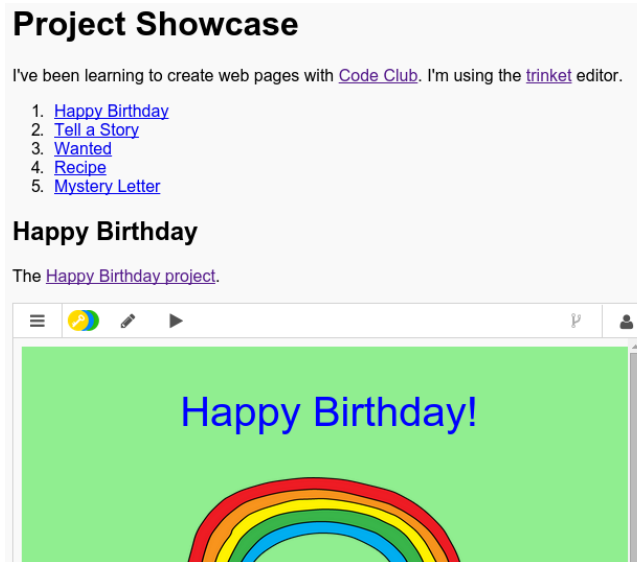 Project Showcase
I've been learning to create web pages with Code Club. I'm using the trinket editor.
1. Happy Birthday
2. Tell a Story
3. Wanted
4. Recipe
5. Mystery Letter
Happy Birthday
The Happy Birthday project.
Happy Birthday!